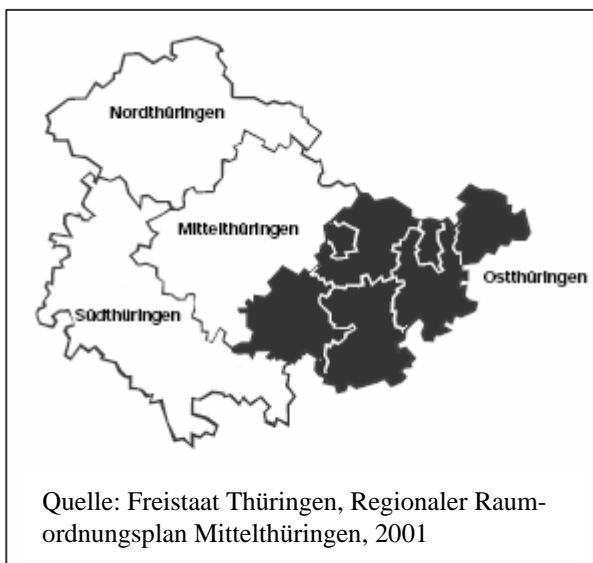 Nordthüringen
Mittelthüringen
Ostthüringen
Südthüringen
Quelle: Freistaat Thüringen, Regionaler Raum-
ordnungsplan Mittelthüringen, 2001